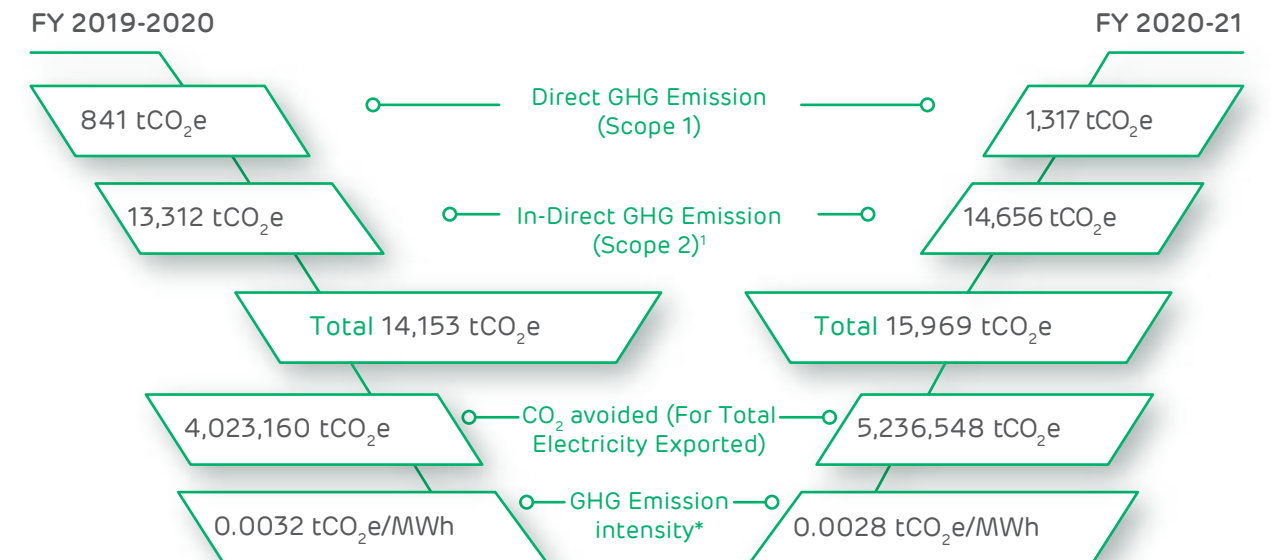 FY 2019-2020
FY 2020-21
841 tCO₂e
Direct GHG Emission
(Scope 1)
1,317 tCO₂e
13,312 tCO₂e
In-Direct GHG Emission
(Scope 2)¹
14,656 tCO₂e
Total 14,153 tCO₂e
Total 15,969 tCO₂e
4,023,160 tCO₂e
CO₂ avoided (For Total
Electricity Exported)
5,236,548 tCO₂e
0.0032 tCO₂e/MWh
GHG Emission
intensity*
0.0028 tCO₂e/MWh